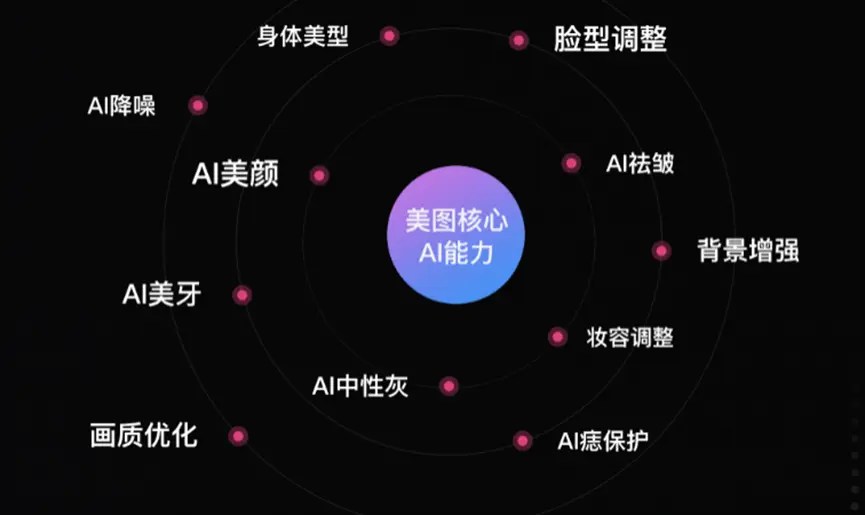 身体美型
脸型调整
AI降噪
AI美颜
AI祛皱
美图核心
AI能力
背景增强
AI美牙
妆容调整
AI中性灰
画质优化
AI痣保护